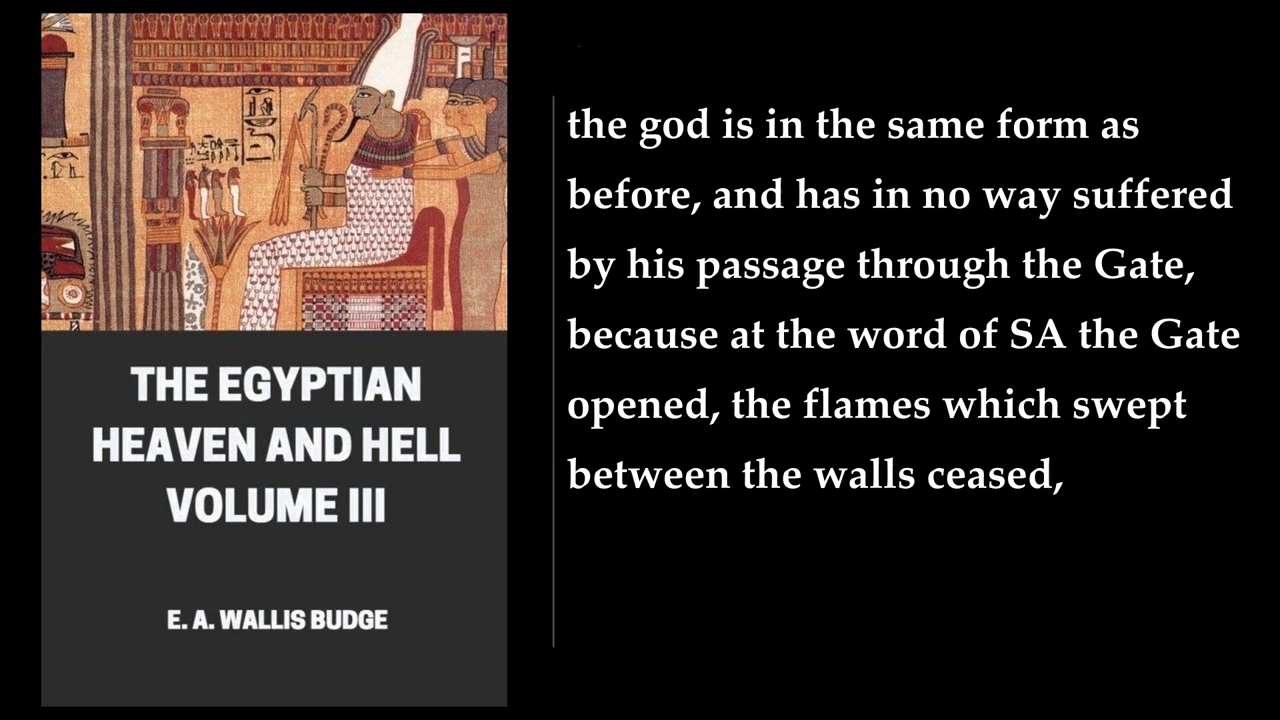 THE EGYPTIAN
HEAVEN AND HELL
VOLUME III
E. A. WALLIS BUDGE
the god is in the same form as
before, and has in no way suffered
by his passage through the Gate,
because at the word of SA the Gate
opened, the flames which swept
between the walls ceased,